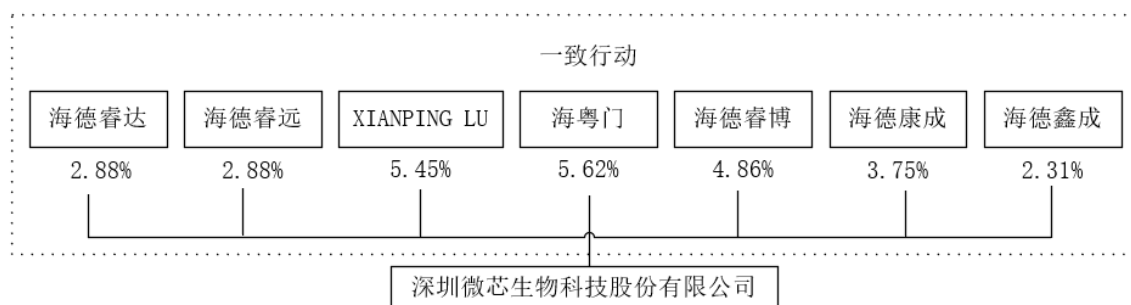 一致行动
海德睿达 海德睿远 XIANPING LU 海粤门 海德睿博 海德康成 海德鑫成
2.88% 2.88% 5.45% 5.62% 4.86% 3.75% 2.31%
深圳微芯生物科技股份有限公司